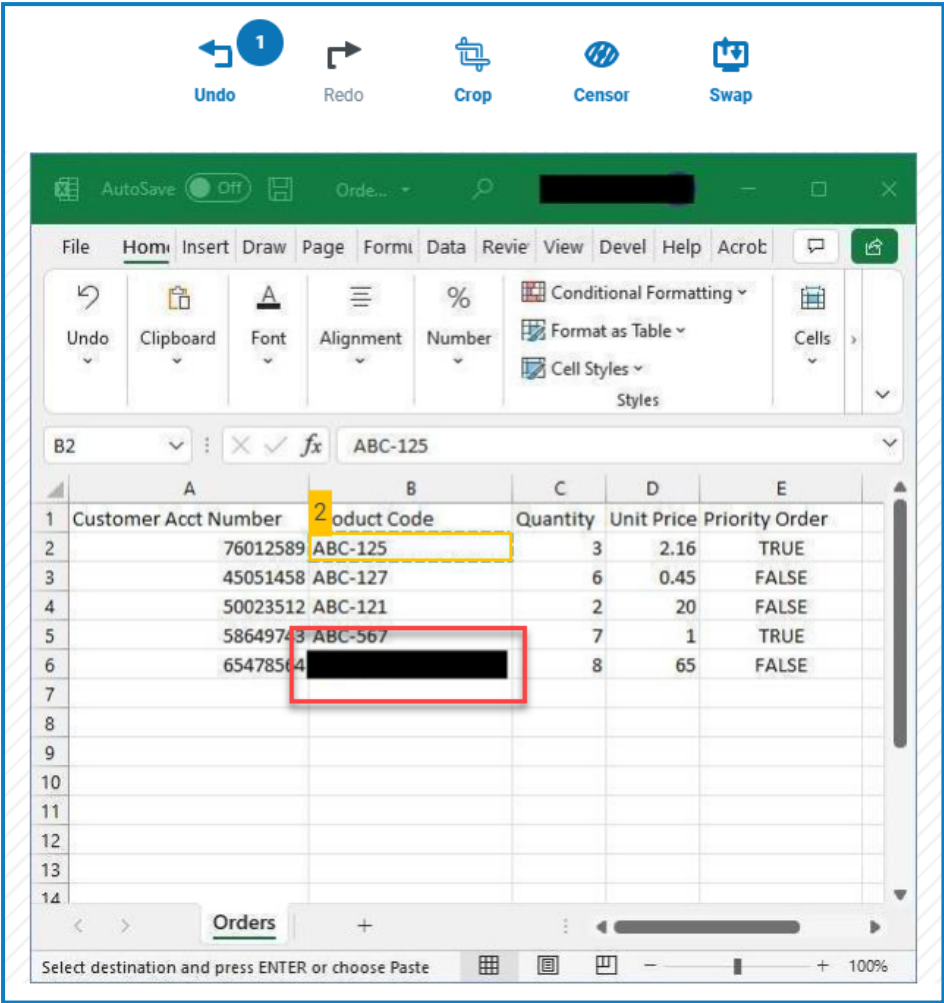 1
Undo Redo Crop Censor Swap
AutoSave Off Orde...
File Home Insert Draw Page Formu Data Revie View Devel Help Acrob
Undo Clipboard Font Alignment Number Conditional Formatting Cells
Format as Table
Cell Styles
Styles
B2 fx ABC-125
A B C D E
1 Customer Acct Number 2 oduct Code Quantity Unit Price Priority Order
2 76012589 ABC-125 3 2.16 TRUE
3 45051458 ABC-127 6 0.45 FALSE
4 50023512 ABC-121 2 20 FALSE
5 58649743 ABC-567 7 1 TRUE
6 65478564 8 65 FALSE
7
8
9
10
11
12
13
14
Orders +
Select destination and press ENTER or choose Paste - + 100%